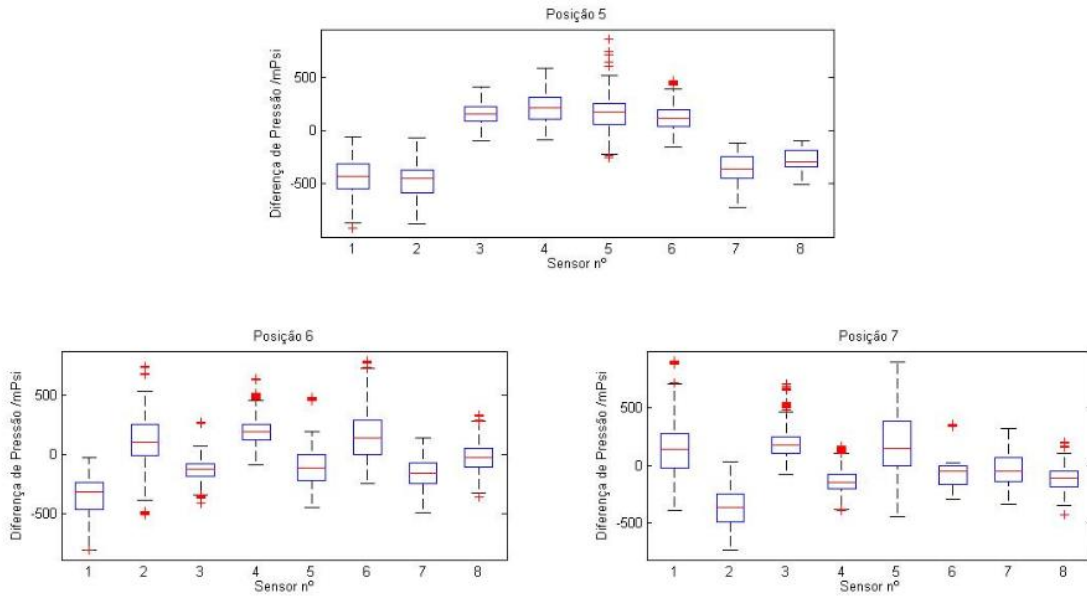 Posição 5
Diferença de Pressão /mPsi
500
0
-500
1 2 3 4 5 6 7 8
Sensor nº
Posição 6
Diferença de Pressão /mPsi
500
0
-500
1 2 3 4 5 6 7 8
Sensor nº
Posição 7
Diferença de Pressão /mPsi
500
0
-500
1 2 3 4 5 6 7 8
Sensor nº